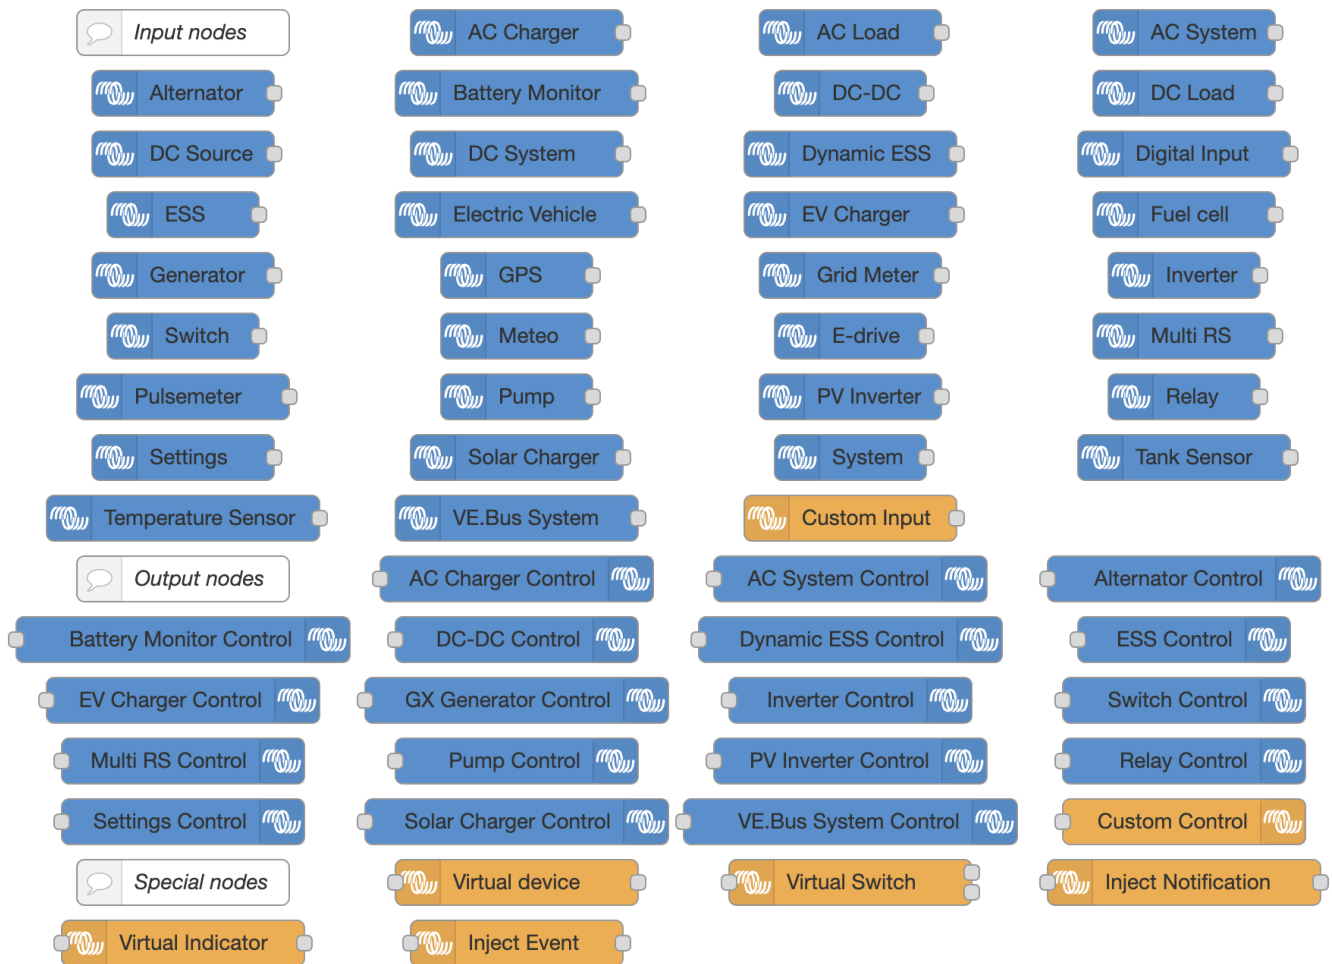 Input nodes
AC Charger
AC Load
AC System
Alternator
Battery Monitor
DC-DC
DC Load
DC Source
DC System
Dynamic ESS
Digital Input
ESS
Electric Vehicle
EV Charger
Fuel cell
Generator
GPS
Grid Meter
Inverter
Switch
Meteo
E-drive
Multi RS
Pulsemeter
Pump
PV Inverter
Relay
Settings
Solar Charger
System
Tank Sensor
Temperature Sensor
VE.Bus System
Custom Input
Output nodes
AC Charger Control
AC System Control
Alternator Control
Battery Monitor Control
DC-DC Control
Dynamic ESS Control
ESS Control
EV Charger Control
GX Generator Control
Inverter Control
Switch Control
Multi RS Control
Pump Control
PV Inverter Control
Relay Control
Settings Control
Solar Charger Control
VE.Bus System Control
Custom Control
Special nodes
Virtual device
Virtual Switch
Inject Notification
Virtual Indicator
Inject Event